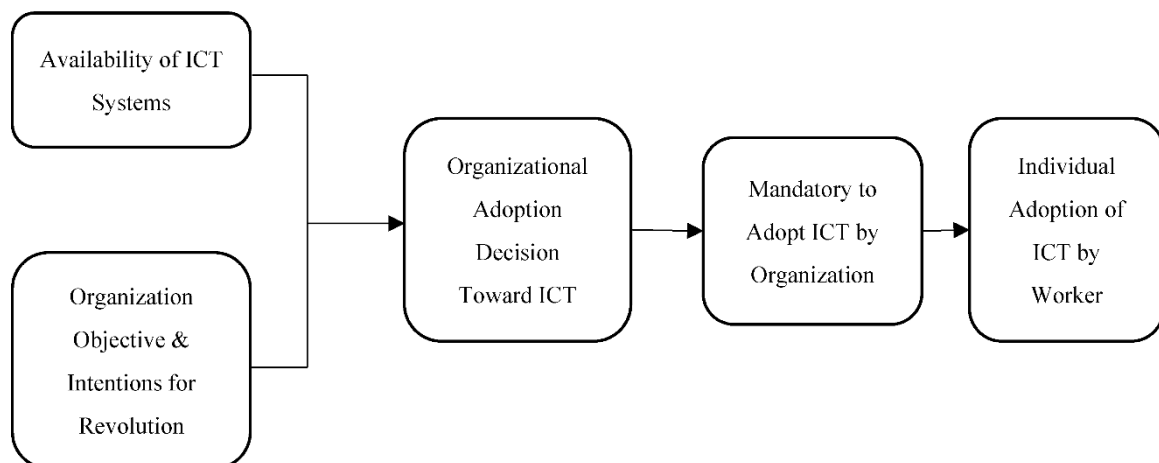 Availability of ICT
Systems
Organization
Objective &
Intentions for
Revolution
Organizational
Adoption
Decision
Toward ICT
Mandatory to
Adopt ICT by
Organization
Individual
Adoption of
ICT by
Worker